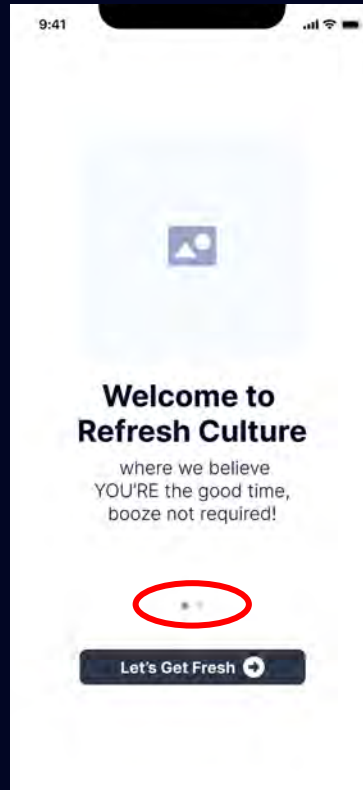 9:41
Welcome to
Refresh Culture
where we believe
YOU'RE the good time,
booze not required!
Let's Get Fresh